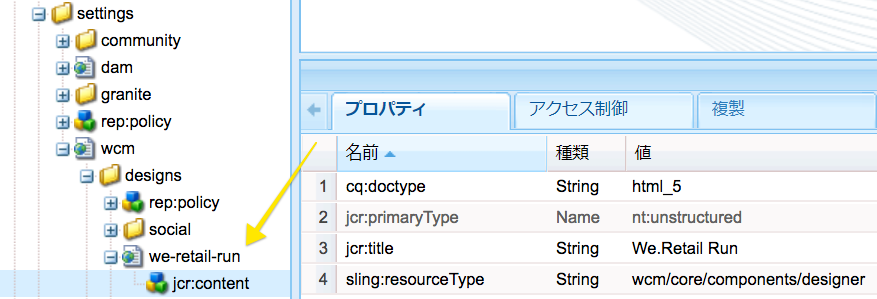 settings
community
dam
granite
rep:policy
wcm
designs
rep:policy
social
we-retail-run
jcr:content
プロパティ アクセス制御 複製
名前 種類 値
1 cq:doctype String html_5
2 jcr:primaryType Name nt:unstructured
3 jcr:title String We.Retail Run
4 sling:resourceType String wcm/core/components/designer